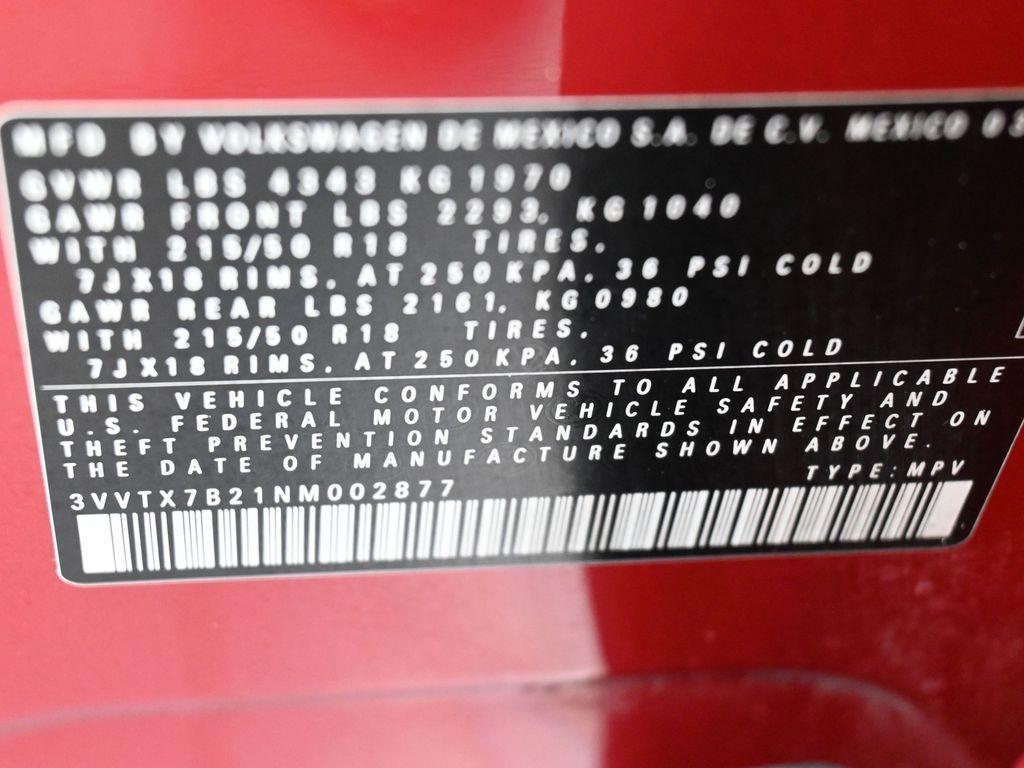 MFD BY VOLKSWAGEN DE MEXICO S.A. DE C.V. MEXICO
GVWR LBS 4343 KG 1970
GAWR FRONT LBS 2293, KG 1040
WITH 215/50 R18 TIRES,
7JX18 RIMS, AT 250 KPA, 36 PSI COLD
GAWR REAR LBS 2161, KG 0980
WITH 215/50 R18 TIRES,
7JX18 RIMS, AT 250 KPA, 36 PSI COLD
THIS VEHICLE CONFORMS TO ALL APPLICABLE
U.S. FEDERAL MOTOR VEHICLE SAFETY AND
THEFT PREVENTION STANDARDS IN EFFECT ON
THE DATE OF MANUFACTURE SHOWN ABOVE.
TYPE: MPV
3VVTX7B21NM002877